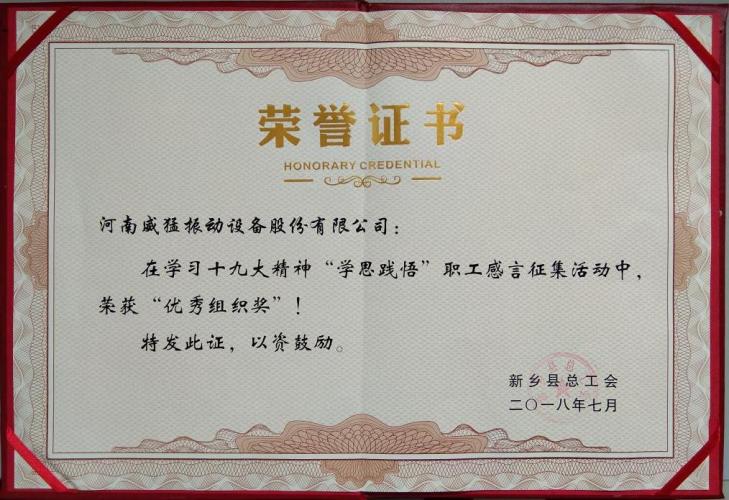 荣誉证书
HONORARY CREDENTIAL
河南威猛振动设备股份有限公司：
在学习十九大精神“学思践悟”职工感言征集活动中，
荣获“优秀组织奖”！
特发此证，以资鼓励。
新乡县总工会
二〇一八年七月